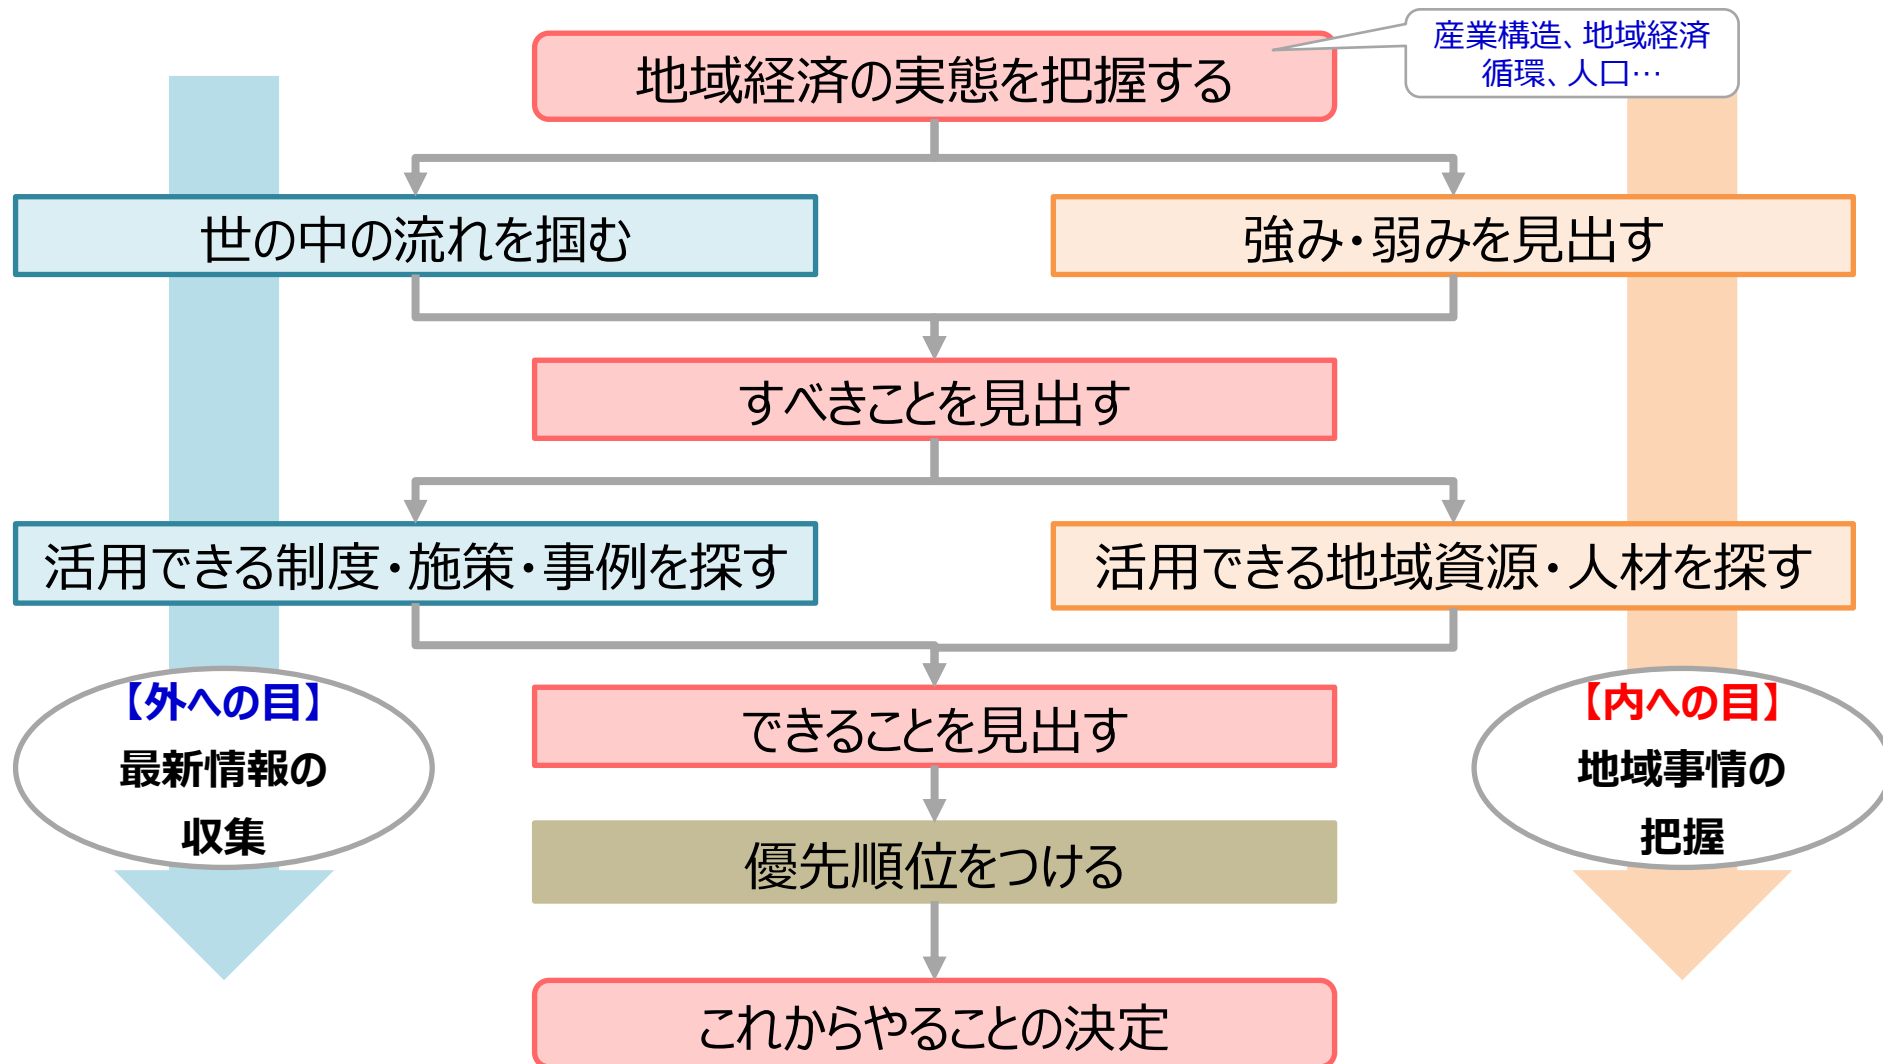 産業構造、地域経済
循環、人口…
地域経済の実態を把握する
世の中の流れを掴む
強み・弱みを見出す
すべきことを見出す
活用できる制度・施策・事例を探す
活用できる地域資源・人材を探す
【外への目】
最新情報の
収集
【内への目】
地域事情の
把握
できることを見出す
優先順位をつける
これからやることの決定